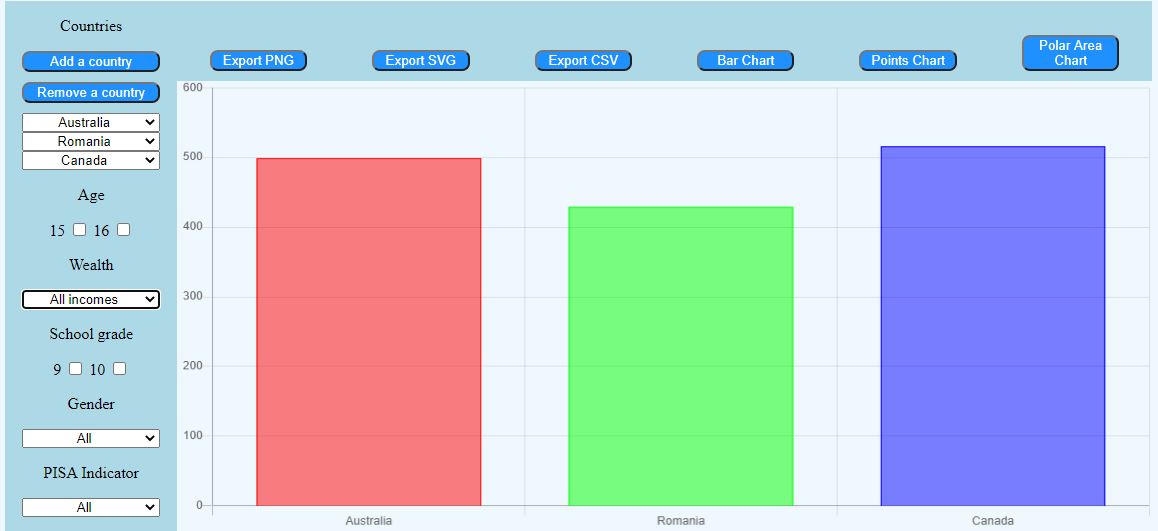 Countries
Add a country
Remove a country
Australia
Romania
Canada
Age
15 16
Wealth
All incomes
School grade
9 10
Gender
All
PISA Indicator
All
Export PNG
Export SVG
Export CSV
Bar Chart
Points Chart
Polar Area
Chart
600
500
400
300
200
100
0
Australia
Romania
Canada